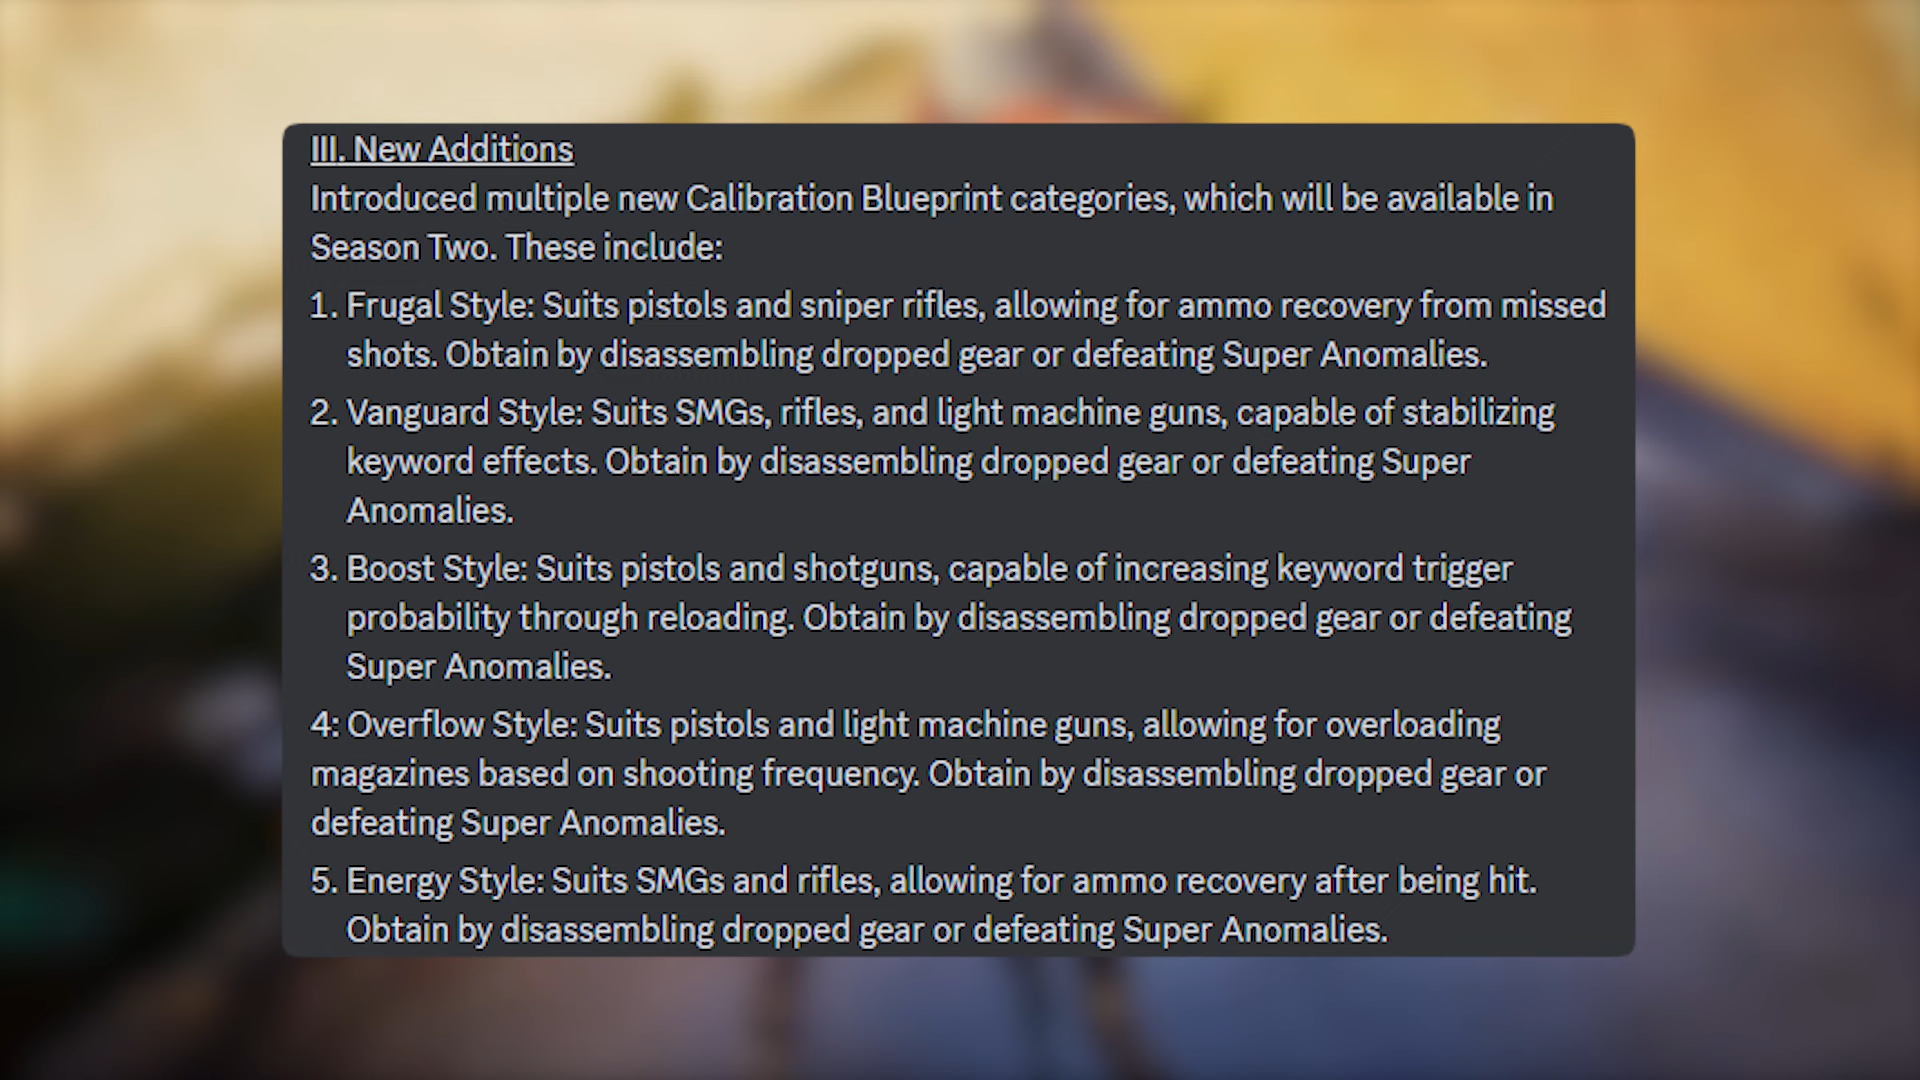 III. New Additions
Introduced multiple new Calibration Blueprint categories, which will be available in
Season Two. These include:
1. Frugal Style: Suits pistols and sniper rifles, allowing for ammo recovery from missed
shots. Obtain by disassembling dropped gear or defeating Super Anomalies.
2. Vanguard Style: Suits SMGs, rifles, and light machine guns, capable of stabilizing
keyword effects. Obtain by disassembling dropped gear or defeating Super
Anomalies.
3. Boost Style: Suits pistols and shotguns, capable of increasing keyword trigger
probability through reloading. Obtain by disassembling dropped gear or defeating
Super Anomalies.
4: Overflow Style: Suits pistols and light machine guns, allowing for overloading
magazines based on shooting frequency. Obtain by disassembling dropped gear or
defeating Super Anomalies.
5. Energy Style: Suits SMGs and rifles, allowing for ammo recovery after being hit.
Obtain by disassembling dropped gear or defeating Super Anomalies.